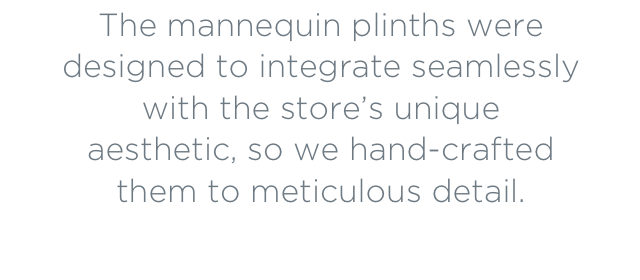 The mannequin plinths were
designed to integrate seamlessly
with the store’s unique
aesthetic, so we hand-crafted
them to meticulous detail.